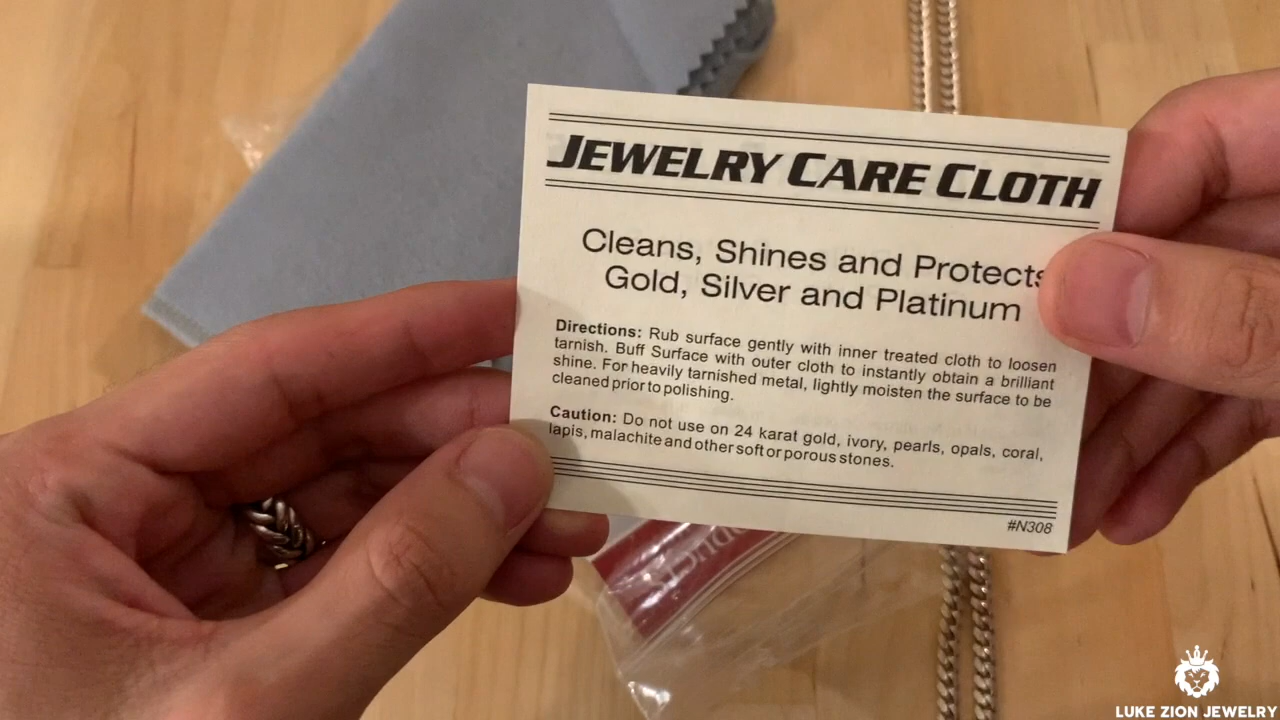 JEWELRY CARE CLOTH
Cleans, Shines and Protects
Gold, Silver and Platinum
Directions: Rub surface gently with inner treated cloth to loosen
tarnish. Buff Surface with outer cloth to instantly obtain a brilliant
shine. For heavily tarnished metal, lightly moisten the surface to be
cleaned prior to polishing.
Caution: Do not use on 24 karat gold, ivory, pearls, opals, coral,
lapis, malachite and other soft or porous stones.
#N308
LUKE ZION JEWELRY